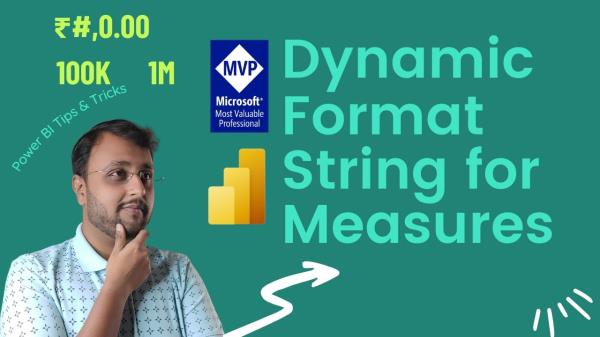 ₹#,0.00
100K 1M
Power BI Tips & Tricks
MVP
Microsoft®
Most Valuable
Professional
Dynamic
Format
String for
Measures